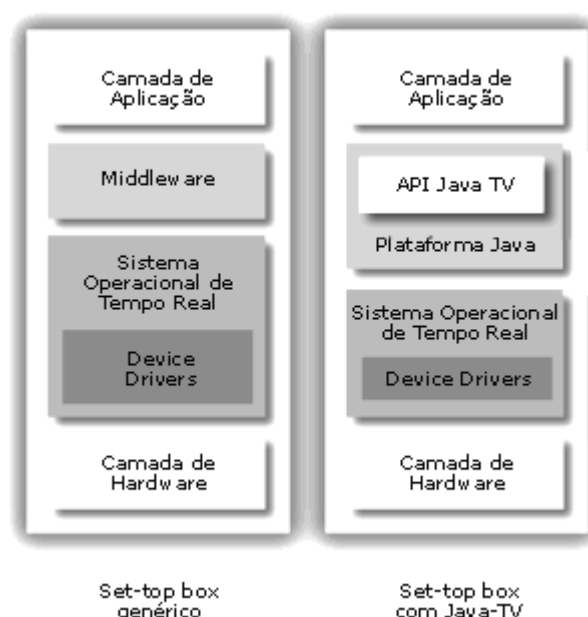 Camada de
Aplicação
Middleware
Sistema
Operacional de
Tempo Real
Device
Drivers
Camada de
Hardware
Set-top box
genérico
Camada de
Aplicação
API Java TV
Plataforma Java
Sistema Operacional
de Tempo Real
Device Drivers
Camada de
Hardware
Set-top box
com Java-TV